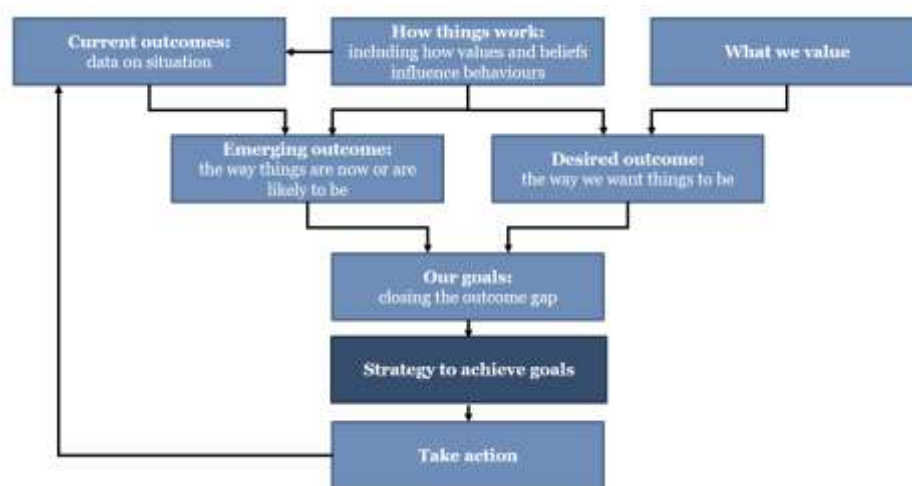 Current outcomes:
data on situation
How things work:
including how values and beliefs
influence behaviours
What we value
Emerging outcome:
the way things are now or are
likely to be
Desired outcome:
the way we want things to be
Our goals:
closing the outcome gap
Strategy to achieve goals
Take action